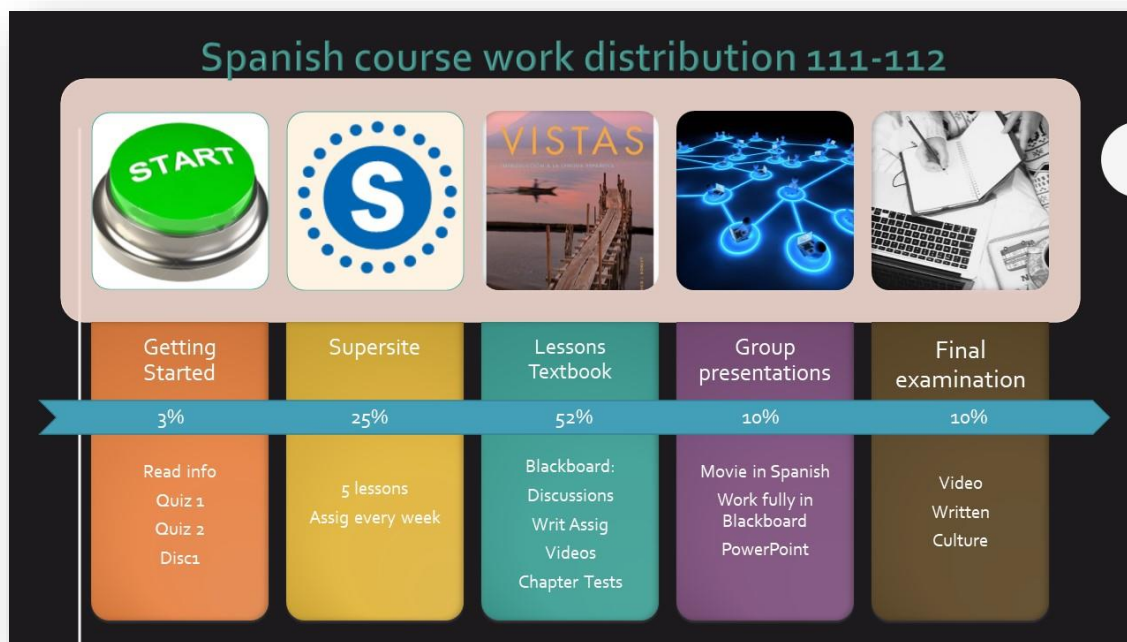 Spanish course work distribution 111-112
START
S
VISTAS
Getting
Started
3%
Read info
Quiz 1
Quiz 2
Disc1
Supersite
25%
5 lessons
Assig every week
Lessons
Textbook
52%
Blackboard:
Discussions
Writ Assig
Videos
Chapter Tests
Group
presentations
10%
Movie in Spanish
Work fully in
Blackboard
PowerPoint
Final
examination
10%
Video
Written
Culture